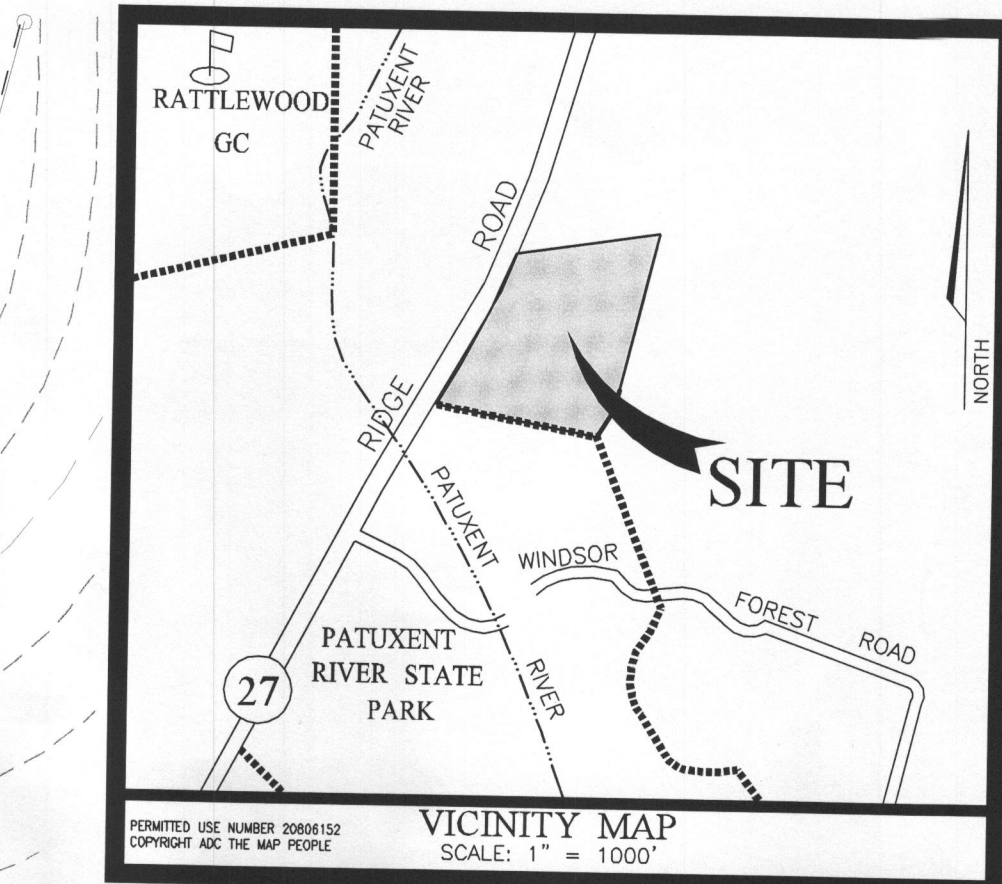 RATTLEWOOD
GC
PATUXENT
RIVER
ROAD
RIDGE
NORTH
SITE
PATUXENT
RIVER
WINDSOR
FOREST
ROAD
PATUXENT
RIVER STATE
PARK
27
PERMITTED USE NUMBER 20806152
COPYRIGHT ADC THE MAP PEOPLE
VICINITY MAP
SCALE: 1" = 1000'